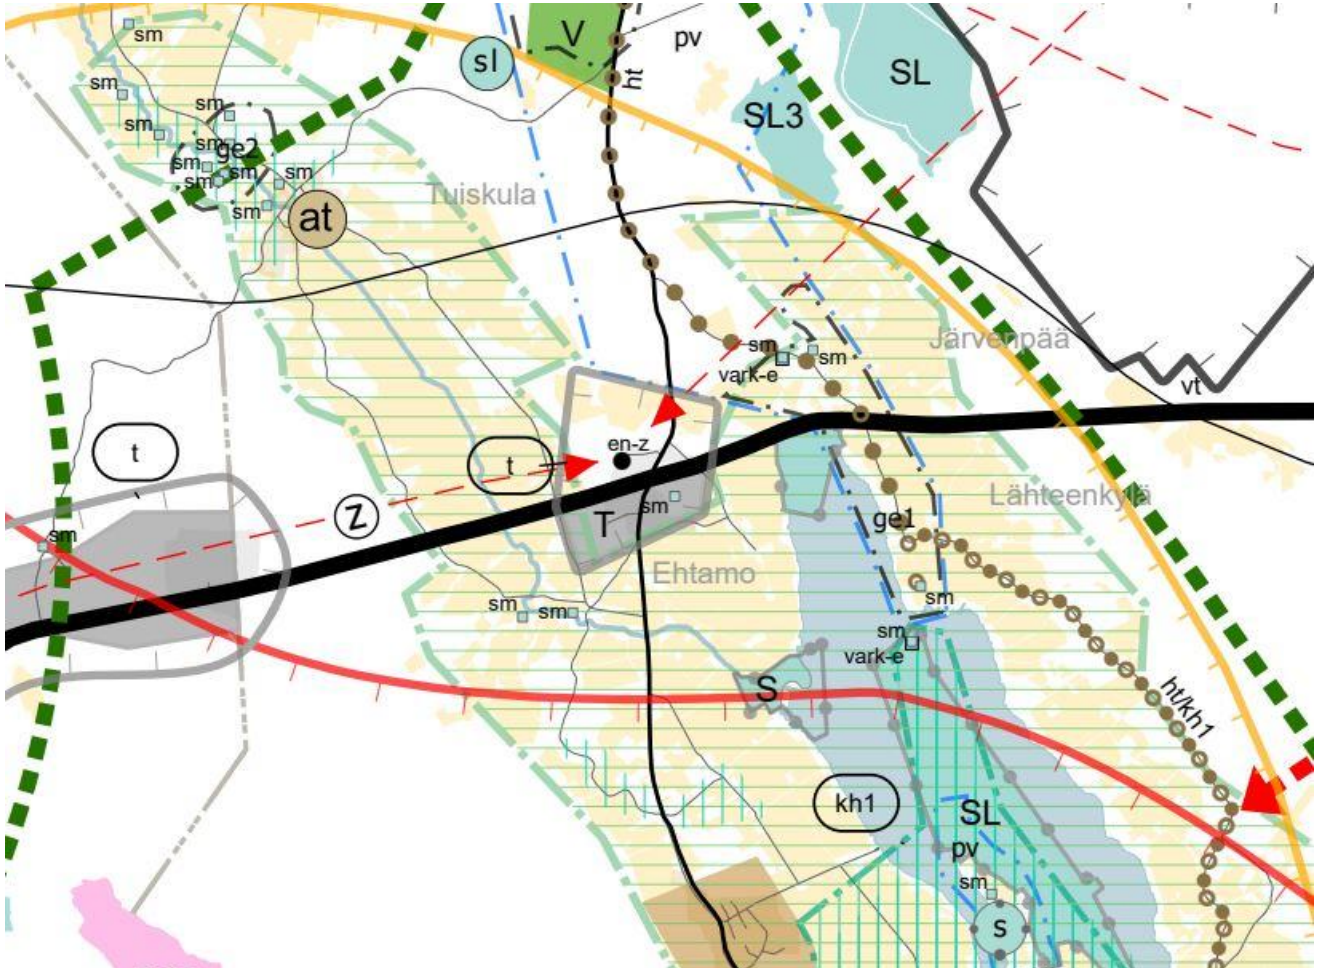 sm
V
pv
sl
ht
SL
SL3
sm
sm
sm
sm
ge2
sm
sm
sm
sm
sm
Tuiskula
at
Järvenpää
sm
sm
vark-e
vt
t
t
en-z
Lähteenkylä
sm
z
T
ge1
sm
Ehtamo
sm
sm
sm
sm
vark-e
S
ht/kh1
kh1
SL
pv
sm
s